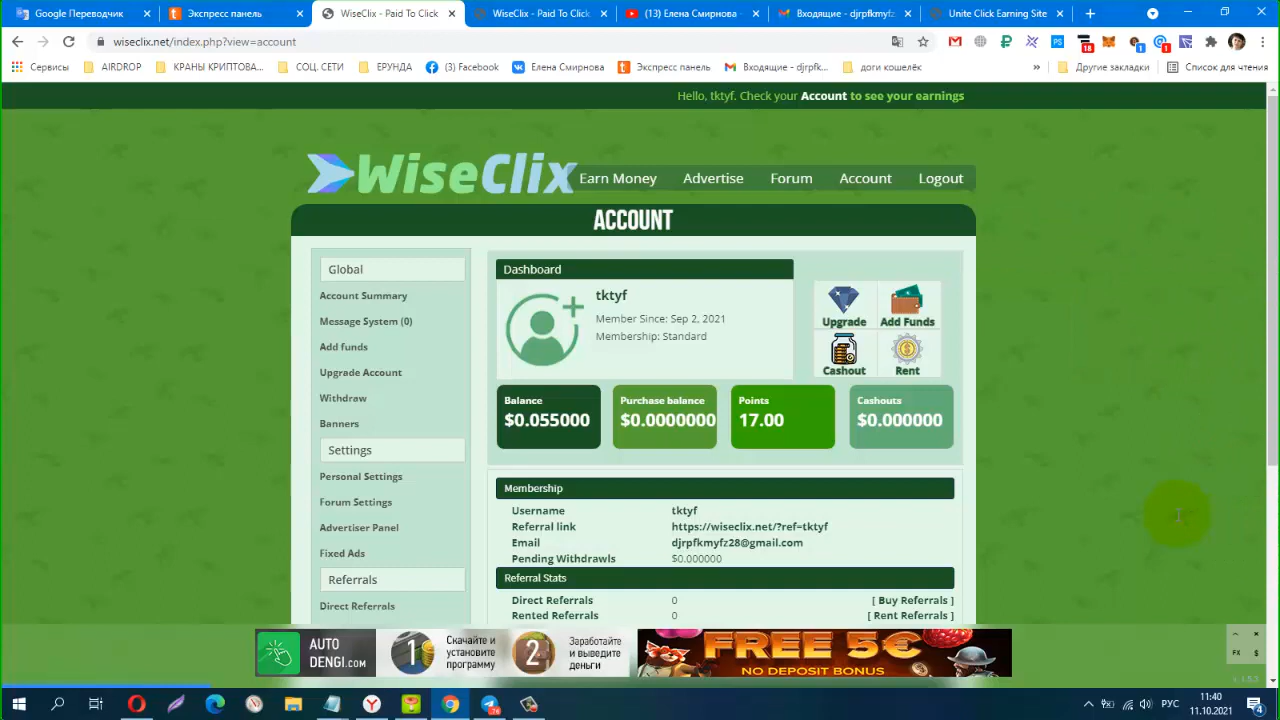 Google Переводчик
Экспресс панель
WiseClix - Paid To Click
WiseClix - Paid To Click
(13) Елена Смирнова -
Входящие - djrpfkmyfz
Unite Click Earning Site
wiseclix.net/index.php?view=account
18
1
1
Сервисы
AIRDROP
КРАНЫ КРИПТОВА...
СОЦ. СЕТИ
ЕРУНДА
(3) Facebook
Елена Смирнова
Экспресс панель
Входящие - djrpfk...
доги кошелёк
»
Другие закладки
Список для чтения
Hello, tktyf. Check your Account to see your earnings
WiseClix
Earn Money
Advertise
Forum
Account
Logout
ACCOUNT
Global
Account Summary
Message System (0)
Add funds
Upgrade Account
Withdraw
Banners
Settings
Personal Settings
Forum Settings
Advertiser Panel
Fixed Ads
Referrals
Direct Referrals
Dashboard
tktyf
Member Since: Sep 2, 2021
Membership: Standard
Upgrade
Add Funds
Cashout
Rent
Balance
$0.055000
Purchase balance
$0.0000000
Points
17.00
Cashouts
$0.000000
Membership
Username tktyf
Referral link https://wiseclix.net/?ref=tktyf
Email djrpfkmyfz28@gmail.com
Pending Withdrawls $0.000000
Referral Stats
Direct Referrals 0 [ Buy Referrals ]
Rented Referrals 0 [ Rent Referrals ]
AUTO
DENGI.com
1
Скачайте и
установите
программу
2
Заработайте
и выведите
деньги
FREE 5€
NO DEPOSIT BONUS
FX $
v. 1.5.3
РУС
11:40
11.10.2021
4